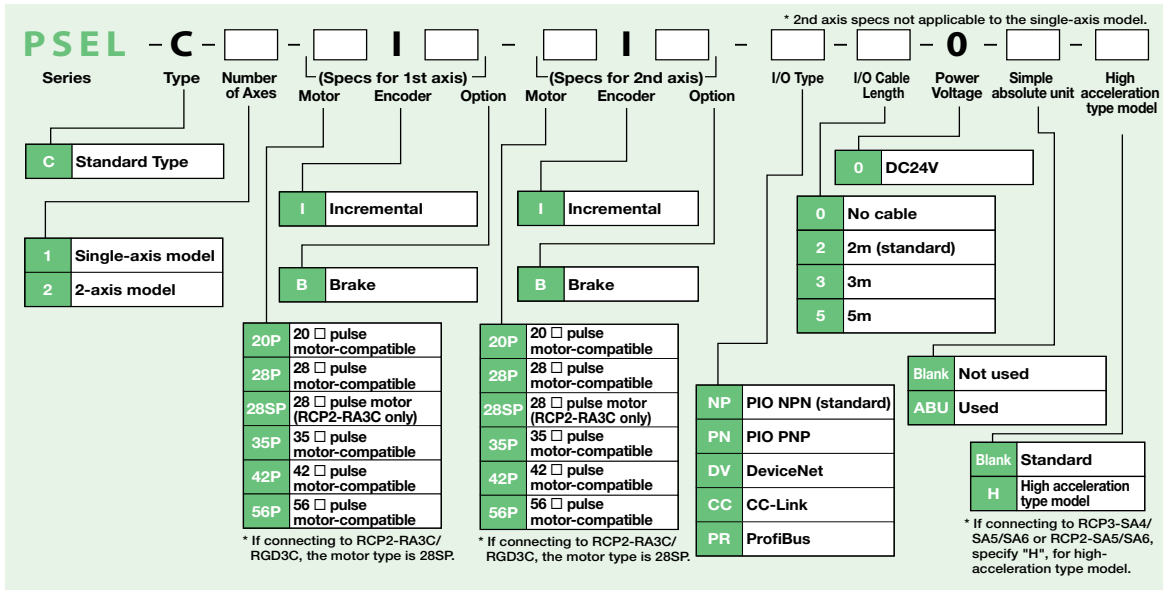 * 2nd axis specs not applicable to the single-axis model.
PSEL - C - - I - I - - - 0 - -
Series
Type
Number
of Axes
(Specs for 1st axis)
Motor Encoder Option
(Specs for 2nd axis)
Motor Encoder Option
I/O Type
I/O Cable
Length
Power
Voltage
Simple
absolute unit
High
acceleration
type model
C Standard Type
1 Single-axis model
2 2-axis model
I Incremental
B Brake
20P 20 □ pulse
motor-compatible
28P 28 □ pulse
motor-compatible
28SP 28 □ pulse motor
(RCP2-RA3C only)
35P 35 □ pulse
motor-compatible
42P 42 □ pulse
motor-compatible
56P 56 □ pulse
motor-compatible
* If connecting to RCP2-RA3C/
RGD3C, the motor type is 28SP.
I Incremental
B Brake
20P 20 □ pulse
motor-compatible
28P 28 □ pulse
motor-compatible
28SP 28 □ pulse motor
(RCP2-RA3C only)
35P 35 □ pulse
motor-compatible
42P 42 □ pulse
motor-compatible
56P 56 □ pulse
motor-compatible
* If connecting to RCP2-RA3C/
RGD3C, the motor type is 28SP.
NP PIO NPN (standard)
PN PIO PNP
DV DeviceNet
CC CC-Link
PR ProfiBus
0 No cable
2 2m (standard)
3 3m
5 5m
0 DC24V
Blank Not used
ABU Used
Blank Standard
H High acceleration
type model
* If connecting to RCP3-SA4/
SA5/SA6 or RCP2-SA5/SA6,
specify "H", for high-
acceleration type model.